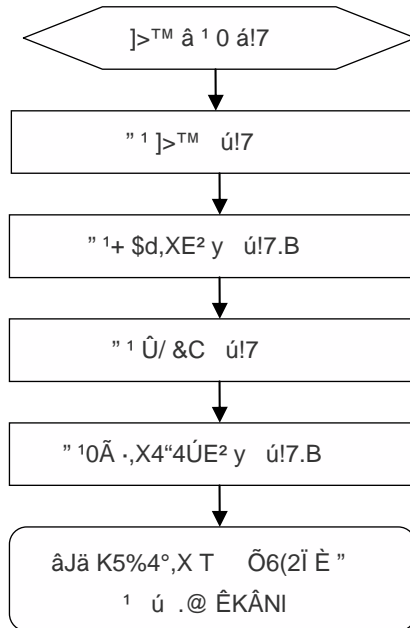 ]>™ â ¹ 0 á!7
” ¹ ]>™ ú!7
” ¹+ $d,XE² y ú!7.B
” ¹ Û/ &C ú!7
” ¹0Ã ·,X4“4ÚE² y ú!7.B
âJä K5%4°,X T Õ6(2Ï È ”
¹ ú .@ ÊKÂNI